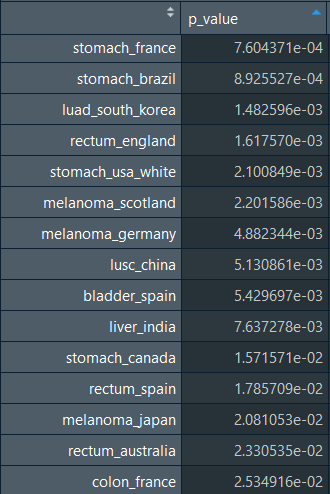 p_value
stomach_france 7.604371e-04
stomach_brazil 8.925527e-04
luad_south_korea 1.482596e-03
rectum_england 1.617570e-03
stomach_usa_white 2.100849e-03
melanoma_scotland 2.201586e-03
melanoma_germany 4.882344e-03
lusc_china 5.130861e-03
bladder_spain 5.429697e-03
liver_india 7.637278e-03
stomach_canada 1.571571e-02
rectum_spain 1.785709e-02
melanoma_japan 2.081053e-02
rectum_australia 2.330535e-02
colon_france 2.534916e-02